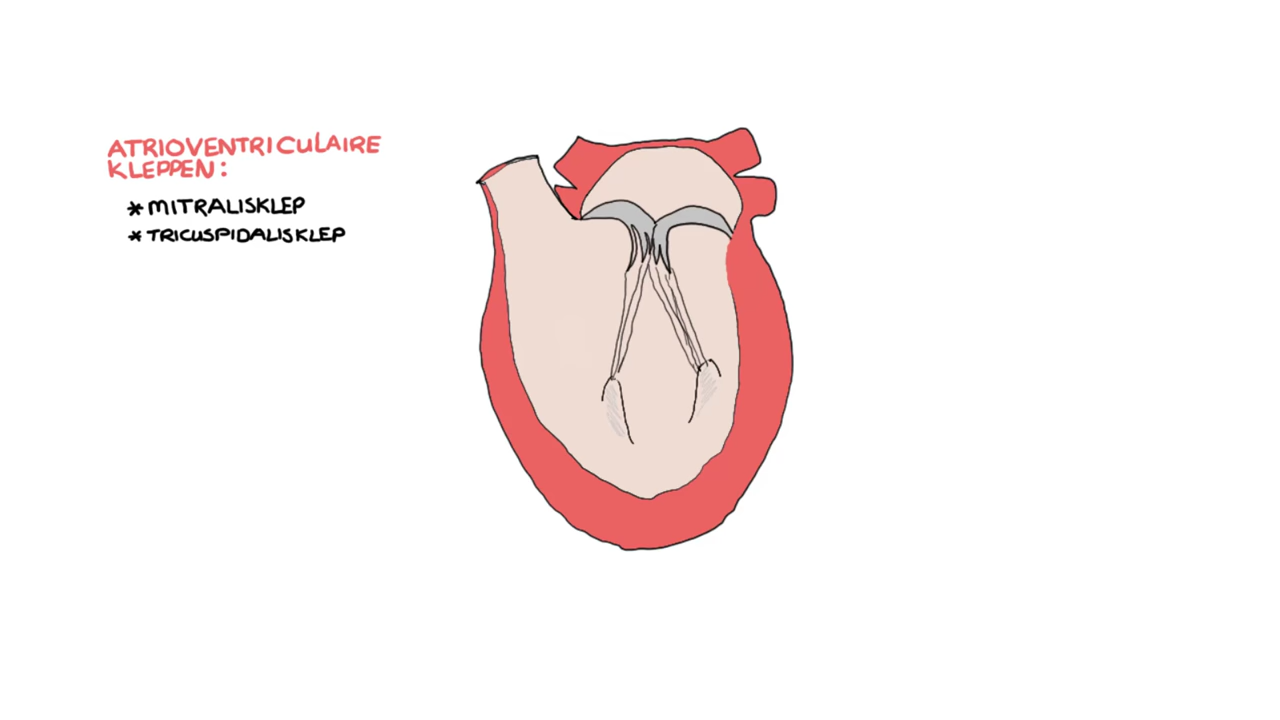 ATRIOVENTRICULAIRE
KLEPPEN:
* MITRALISKLEP
* TRICUSPIDALISKLEP